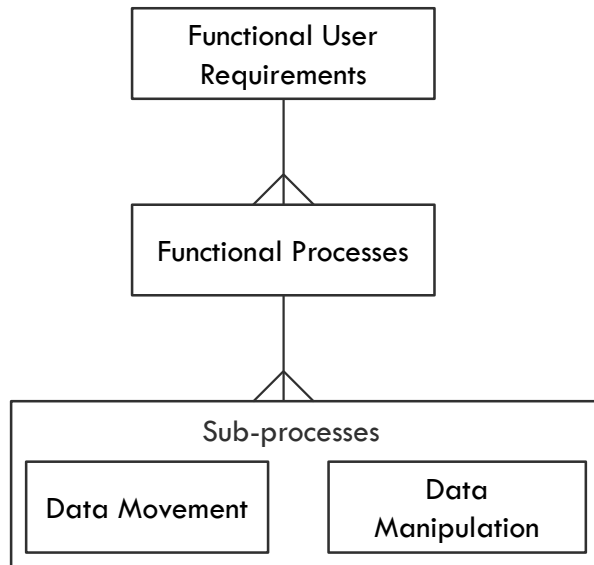 Functional User
Requirements
Functional Processes
Sub-processes
Data Movement
Data
Manipulation